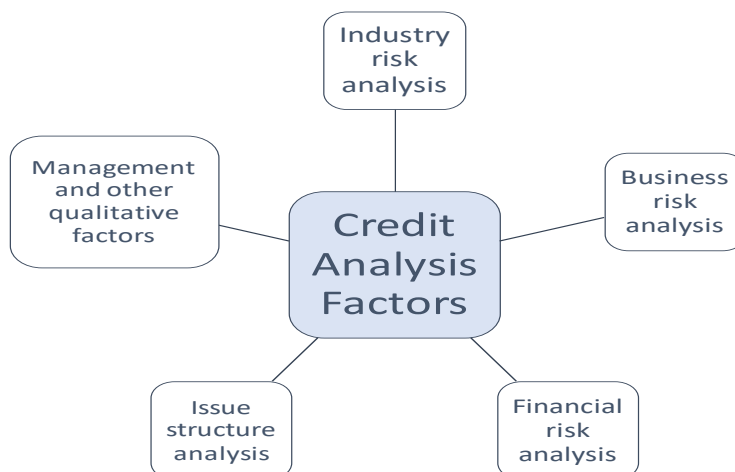 Industry
risk
analysis
Management
and other
qualitative
factors
Business
risk
analysis
Credit
Analysis
Factors
Issue
structure
analysis
Financial
risk
analysis